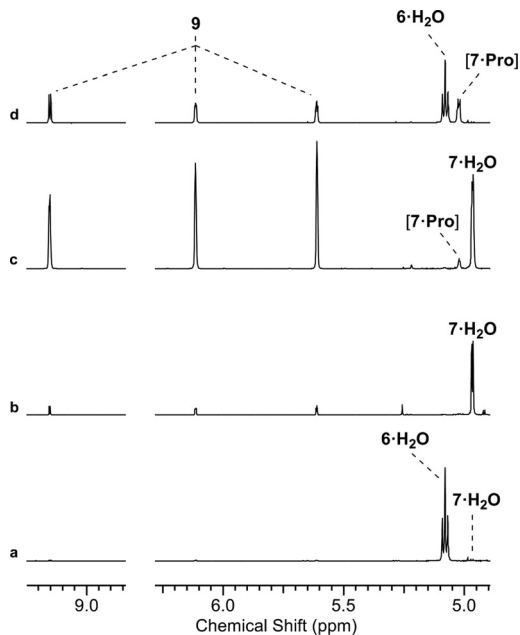 9
6·H₂O
[7·Pro]
d
7·H₂O
[7·Pro]
c
7·H₂O
b
6·H₂O
7·H₂O
a
9.0 6.0 5.5 5.0
Chemical Shift (ppm)